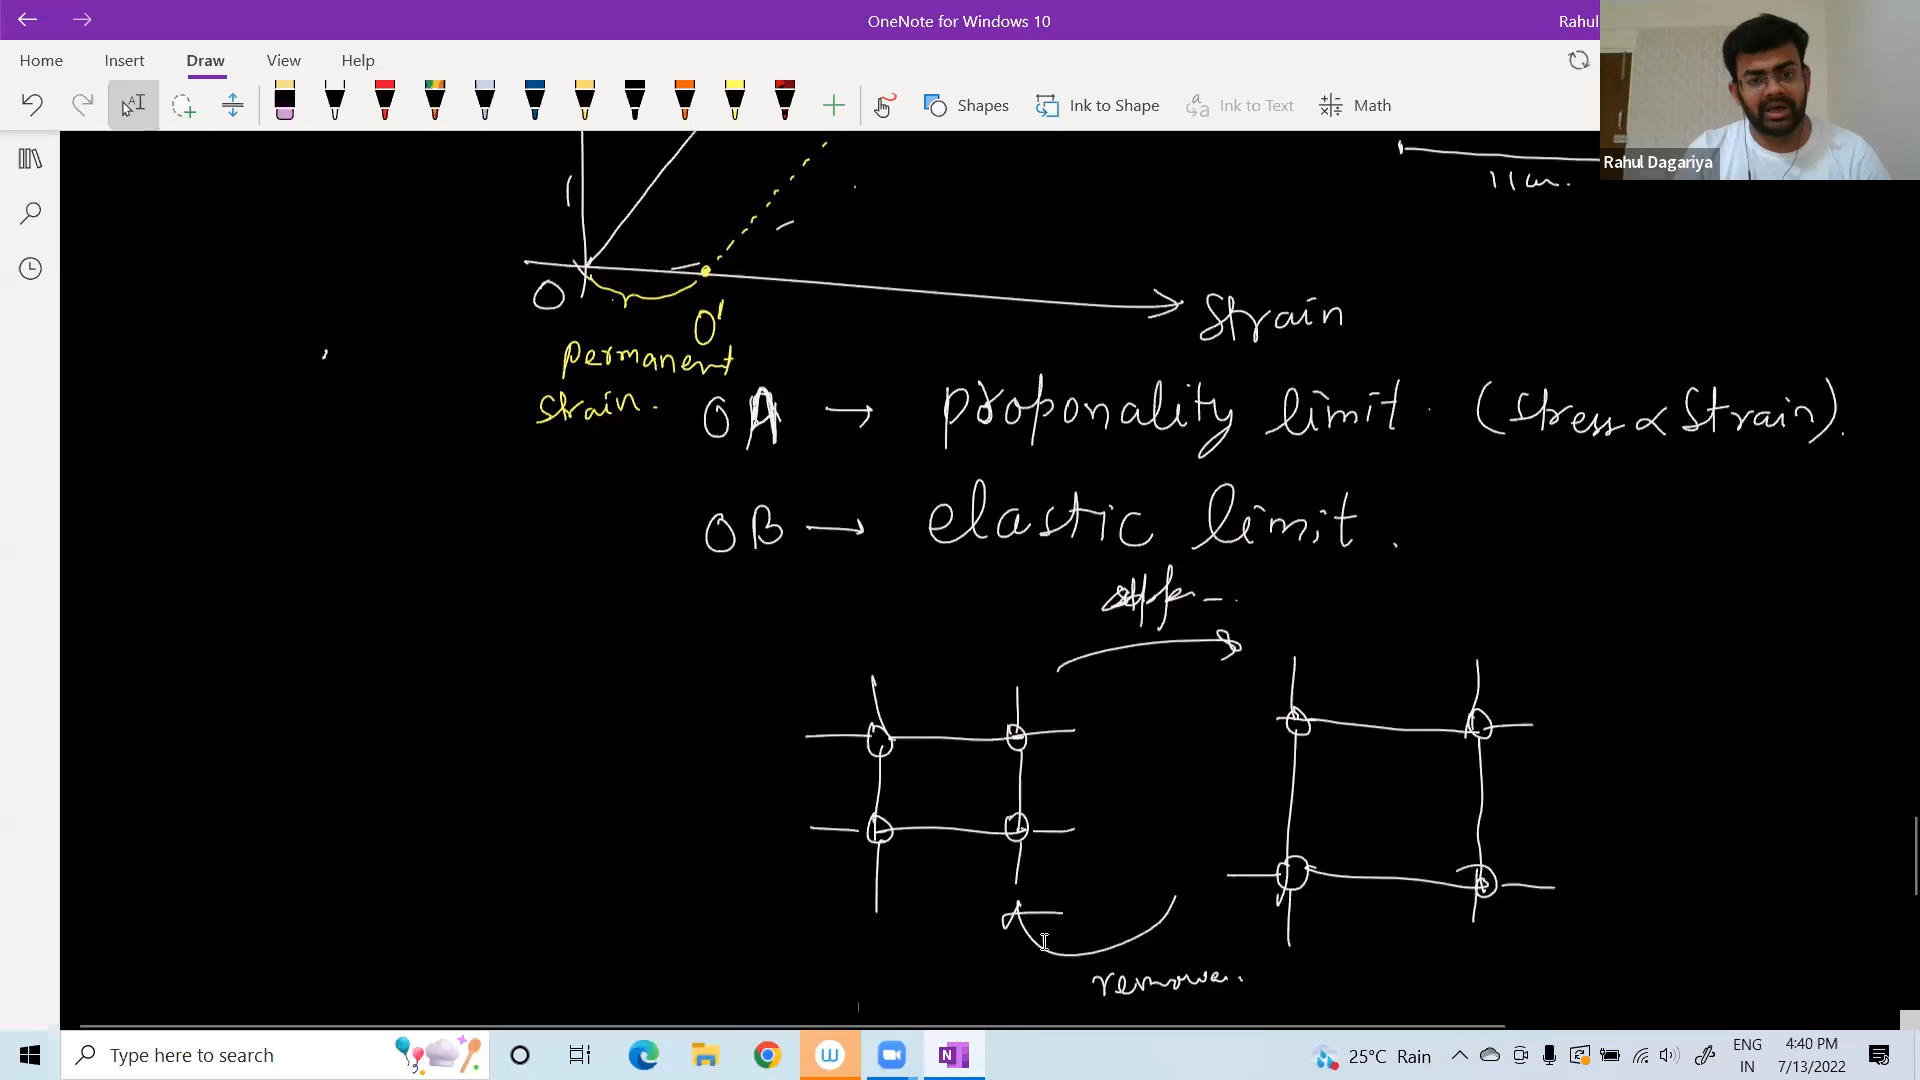 OneNote for Windows 10
Rahul
Home Insert Draw View Help
Shapes Ink to Shape Ink to Text Math
Rahul Dagariya
11 cm.
O
O'
Strain
permanent
strain.
OA → proponality limit. (Stress ∝ Strain).
OB → elastic limit.
remove.
Type here to search
25°C Rain
ENG
IN
4:40 PM
7/13/2022